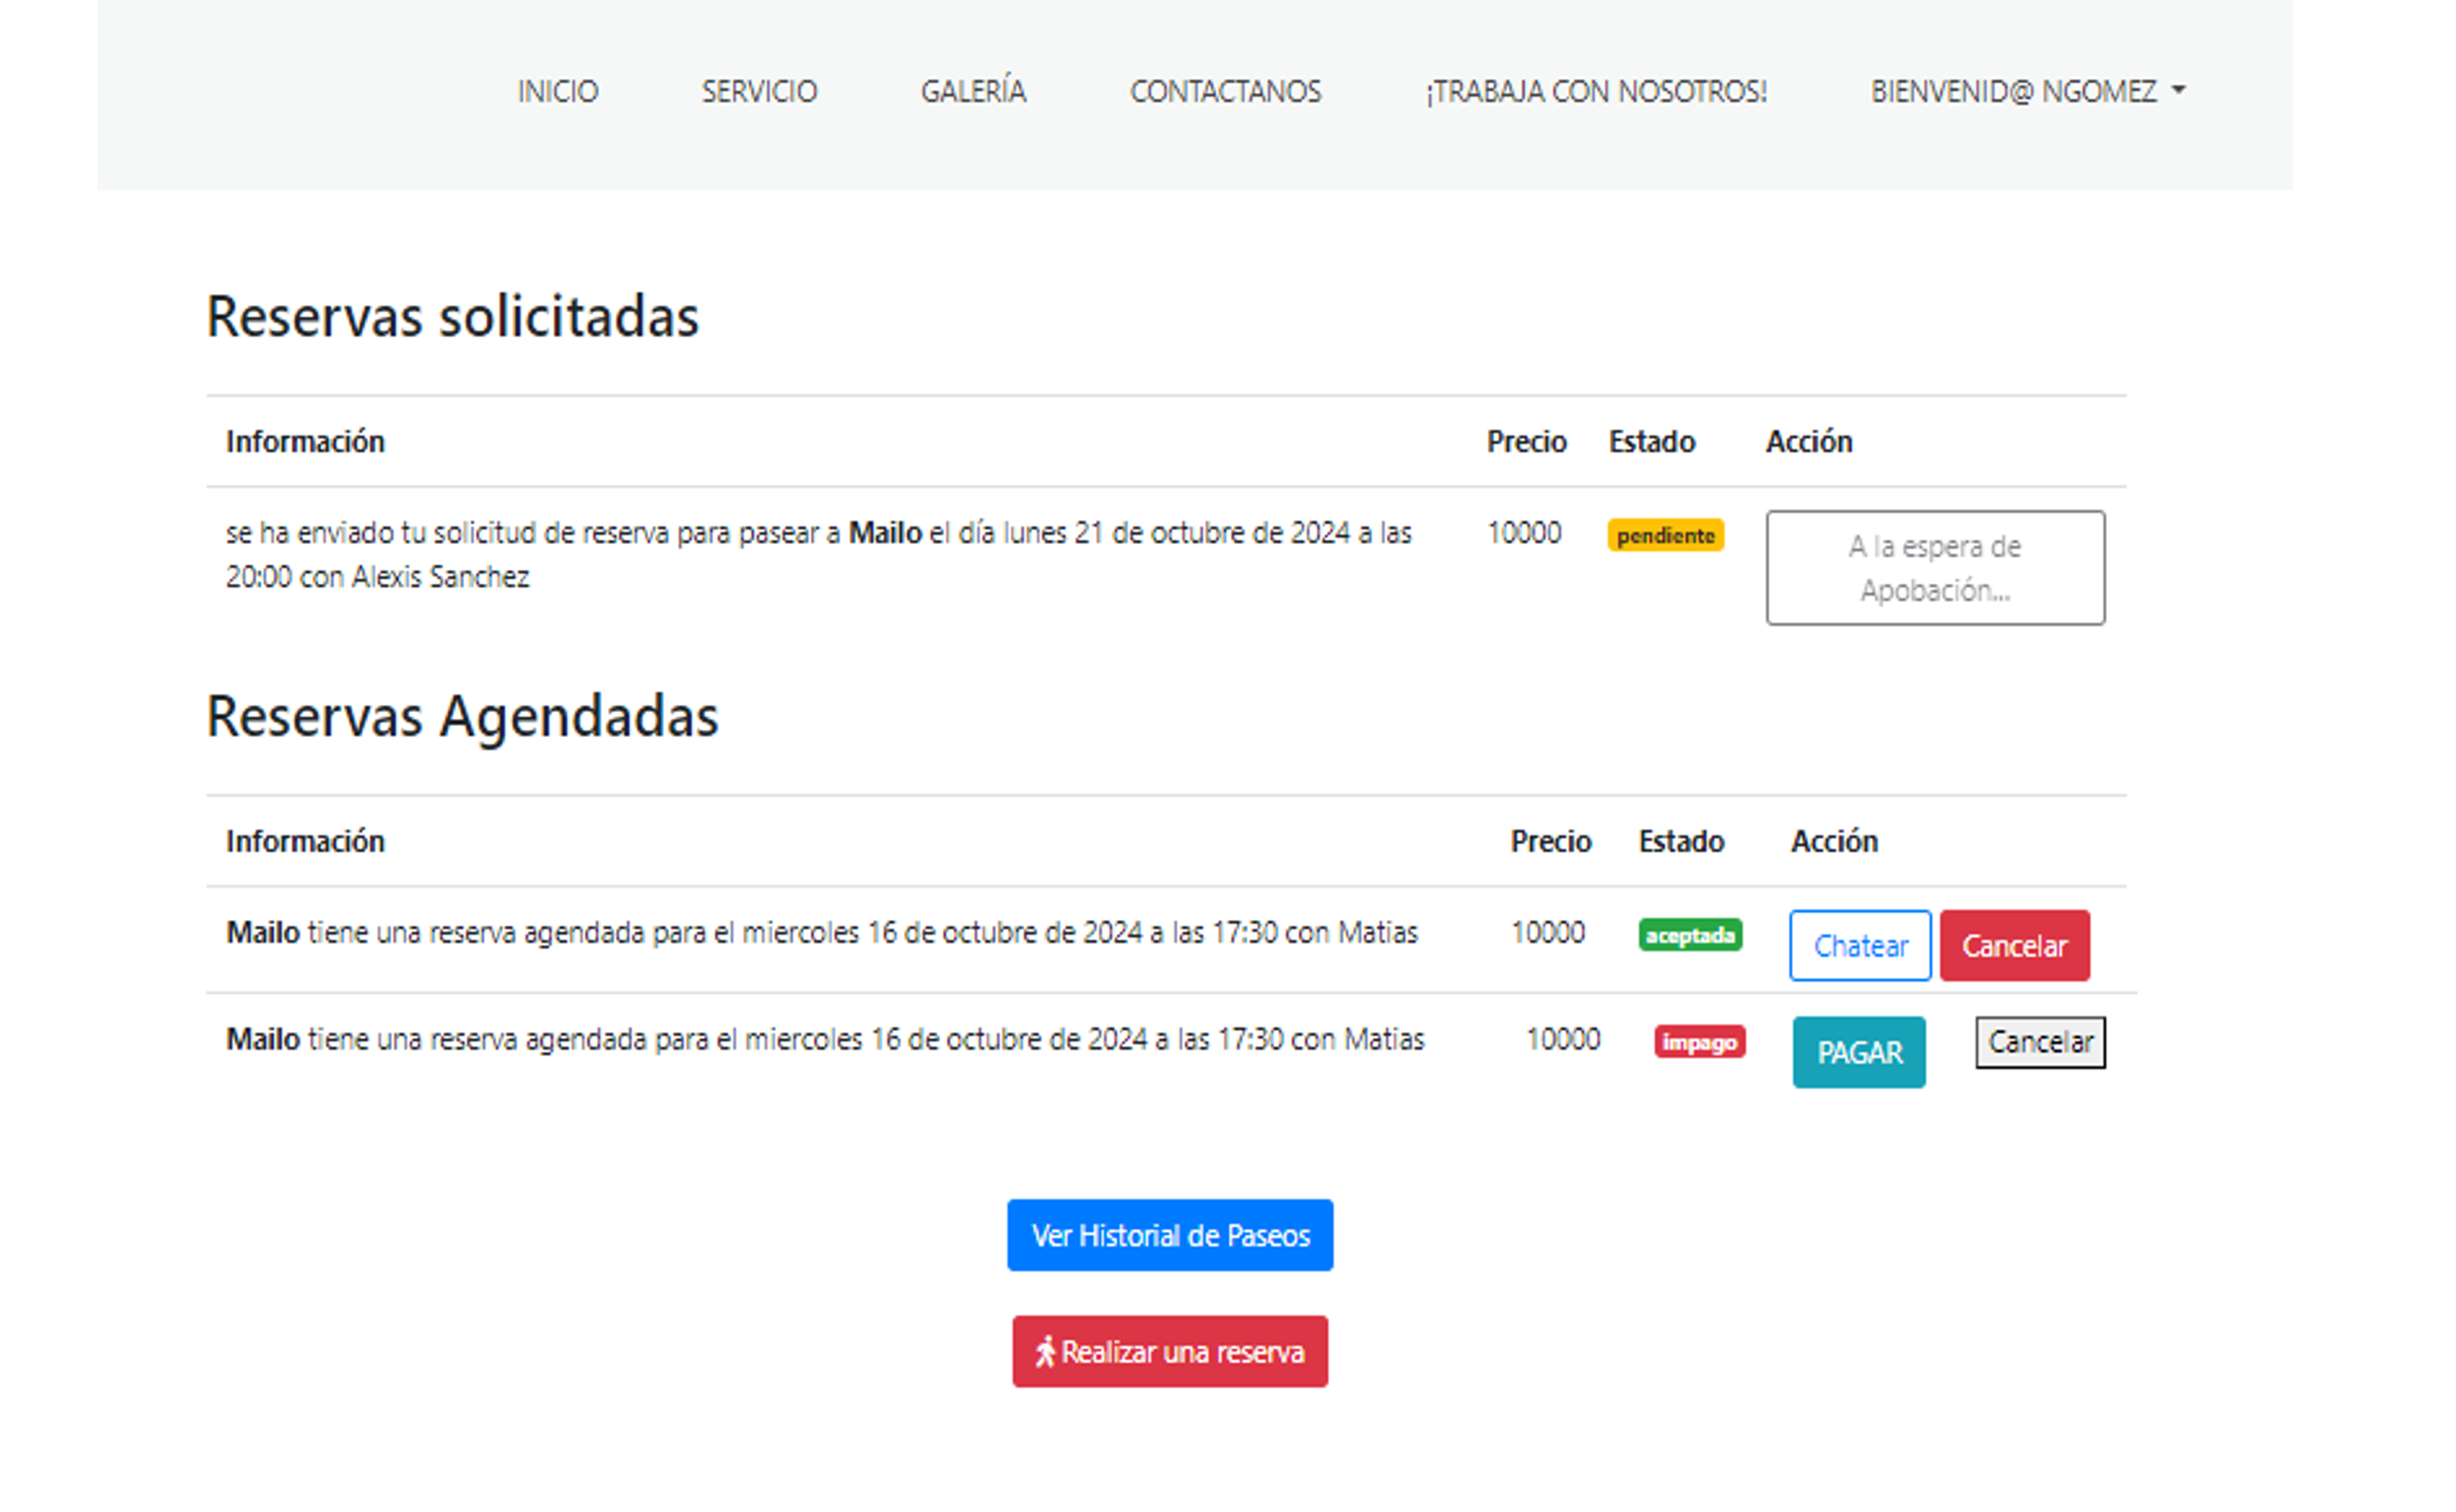 INICIO SERVICIO GALERÍA CONTACTANOS ¡TRABAJA CON NOSOTROS! BIENVENID@ NGOMEZ
Reservas solicitadas
Información Precio Estado Acción
se ha enviado tu solicitud de reserva para pasear a Mailo el día lunes 21 de octubre de 2024 a las
20:00 con Alexis Sanchez
10000 pendiente
A la espera de
Apobación...
Reservas Agendadas
Información Precio Estado Acción
Mailo tiene una reserva agendada para el miercoles 16 de octubre de 2024 a las 17:30 con Matias 10000 aceptada Chatear Cancelar
Mailo tiene una reserva agendada para el miercoles 16 de octubre de 2024 a las 17:30 con Matias 10000 impago PAGAR Cancelar
Ver Historial de Paseos
Realizar una reserva